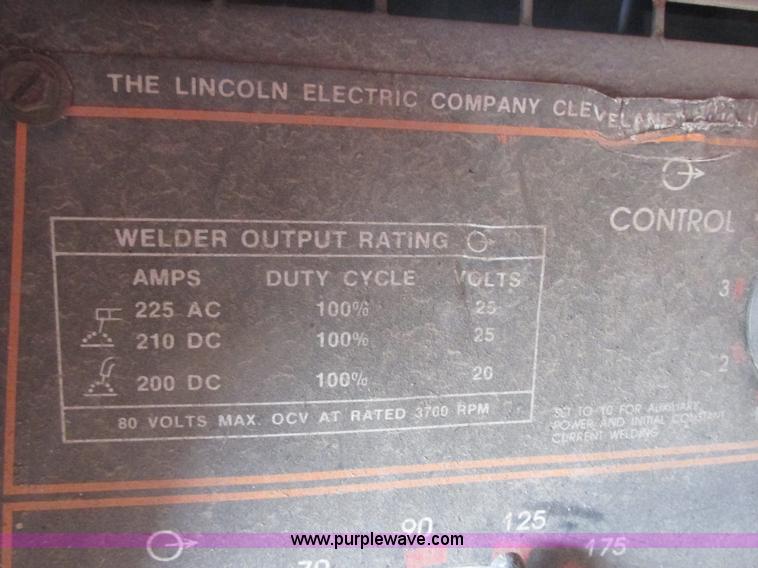 THE LINCOLN ELECTRIC COMPANY CLEVELAND
CONTROL
WELDER OUTPUT RATING
AMPS DUTY CYCLE VOLTS
225 AC 100% 25
210 DC 100% 25
200 DC 100% 20
80 VOLTS MAX. OCV AT RATED 3700 RPM
3
2
SET TO "10" FOR AUXILIARY
POWER AND INITIAL CONSTANT
CURRENT WELDING
70
90
125
175
www.purplewave.com